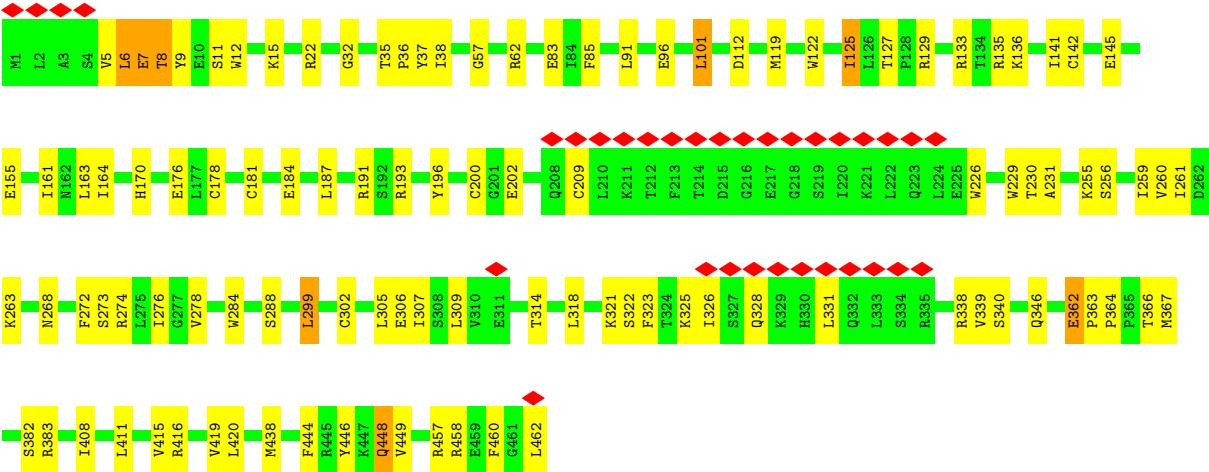 M1 L2 A3 S4 V5 L6 E7 T8 Y9 E10 S11 W12 K15 R22 G32 T35 P36 Y37 I38 G57 R62 E83 I84 F85 L91 E96 L101 D112 M119 W122 I125 L126 T127 P128 R129 R133 T134 R135 K136 I141 C142 E145
E155 I161 N162 L163 I164 H170 E176 L177 C178 C181 E184 L187 R191 S192 R193 Y196 C200 G201 E202 Q208 C209 L210 K211 T212 F213 T214 D215 G216 E217 G218 S219 I220 K221 L222 Q223 L224 E225 W226 W229 T230 A231 K255 S256 I259 V260 I261 D262
K263 N268 F272 S273 R274 L275 I276 G277 V278 W284 S288 L299 C302 L305 E306 I307 S308 L309 V310 E311 T314 L318 K321 S322 F323 T324 K325 I326 S327 Q328 K329 H330 L331 Q332 L333 S334 R335 R338 V339 S340 Q346 E362 P363 P364 P365 T366 M367
S382 R383 I408 L411 V415 R416 V419 L420 M438 F444 R445 Y446 K447 Q448 V449 R457 R458 E459 F460 G461 L462